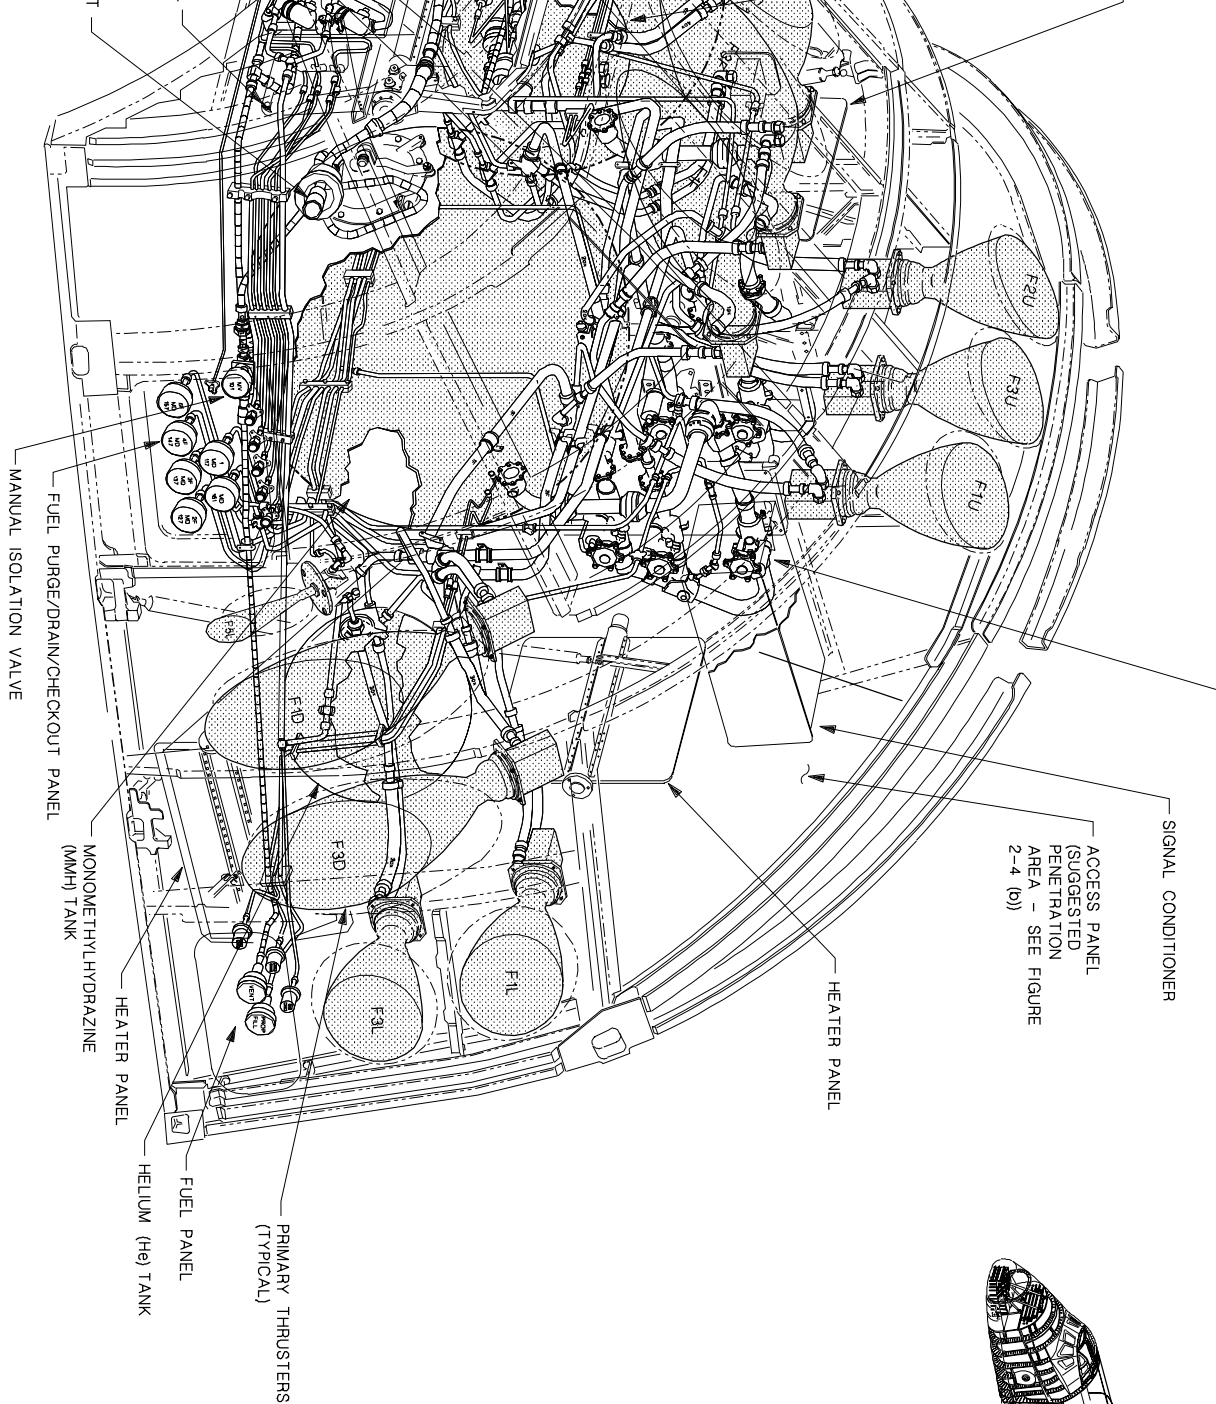 F2U
F3U
F1U
F1D
F3D
F1L
F3L
VENT
MANUAL ISOLATION VALVE
FUEL PURGE/DRAIN/CHECKOUT PANEL
MONOMETHYLHYDRAZINE
(MMH) TANK
HEATER PANEL
HELIUM (He) TANK
FUEL PANEL
PRIMARY THRUSTERS
(TYPICAL)
HEATER PANEL
ACCESS PANEL
(SUGGESTED
PENETRATION
AREA – SEE FIGURE
2-4 (b))
SIGNAL CONDITIONER